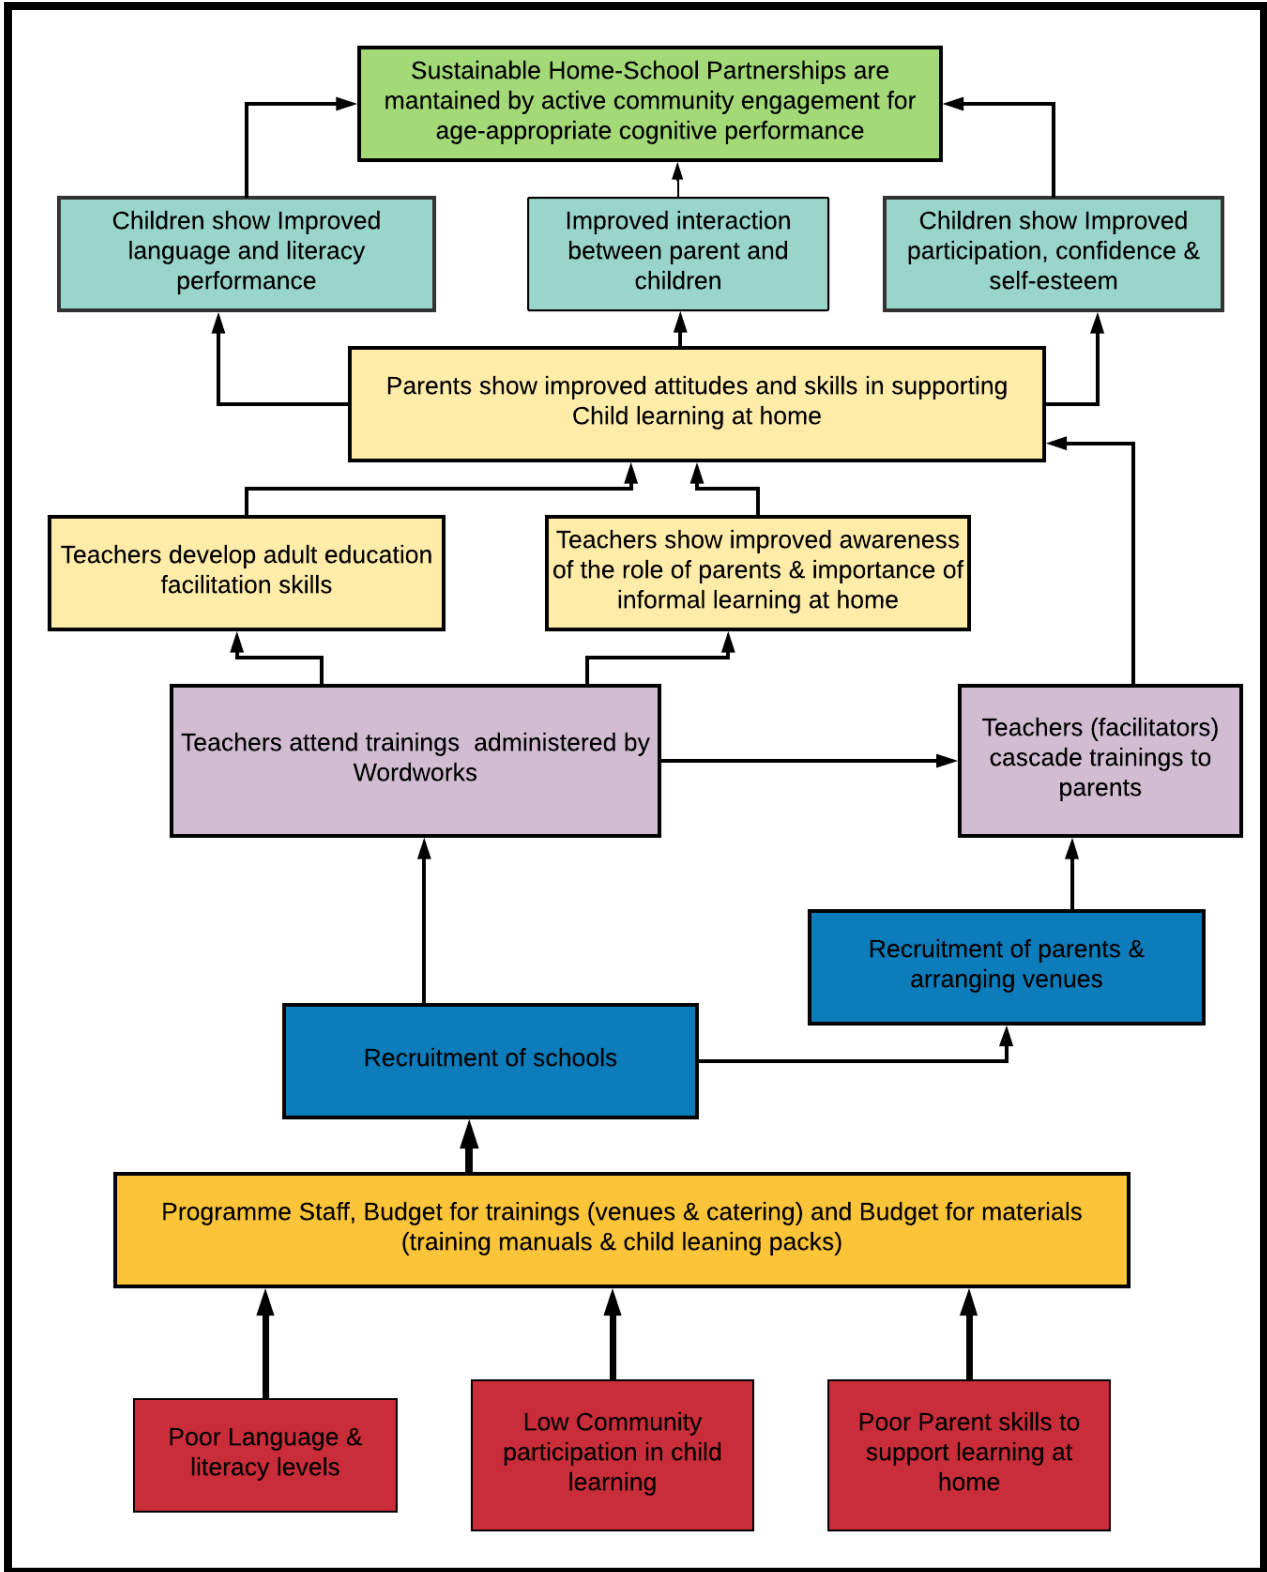 Sustainable Home-School Partnerships are
mantained by active community engagement for
age-appropriate cognitive performance
Children show Improved
language and literacy
performance
Improved interaction
between parent and
children
Children show Improved
participation, confidence &
self-esteem
Parents show improved attitudes and skills in supporting
Child learning at home
Teachers develop adult education
facilitation skills
Teachers show improved awareness
of the role of parents & importance of
informal learning at home
Teachers attend trainings administered by
Wordworks
Teachers (facilitators)
cascade trainings to
parents
Recruitment of parents &
arranging venues
Recruitment of schools
Programme Staff, Budget for trainings (venues & catering) and Budget for materials
(training manuals & child leaning packs)
Poor Language &
literacy levels
Low Community
participation in child
learning
Poor Parent skills to
support learning at
home